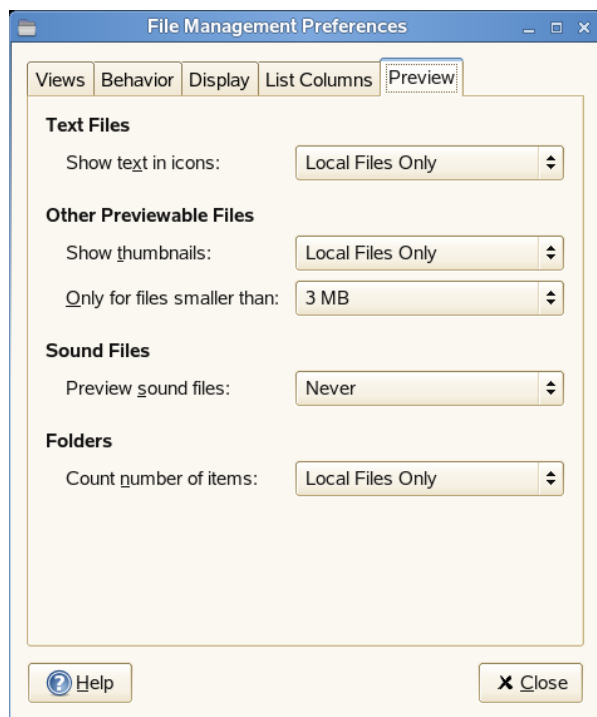 File Management Preferences
Views Behavior Display List Columns Preview
Text Files
Show text in icons: Local Files Only
Other Previewable Files
Show thumbnails: Local Files Only
Only for files smaller than: 3 MB
Sound Files
Preview sound files: Never
Folders
Count number of items: Local Files Only
Help Close